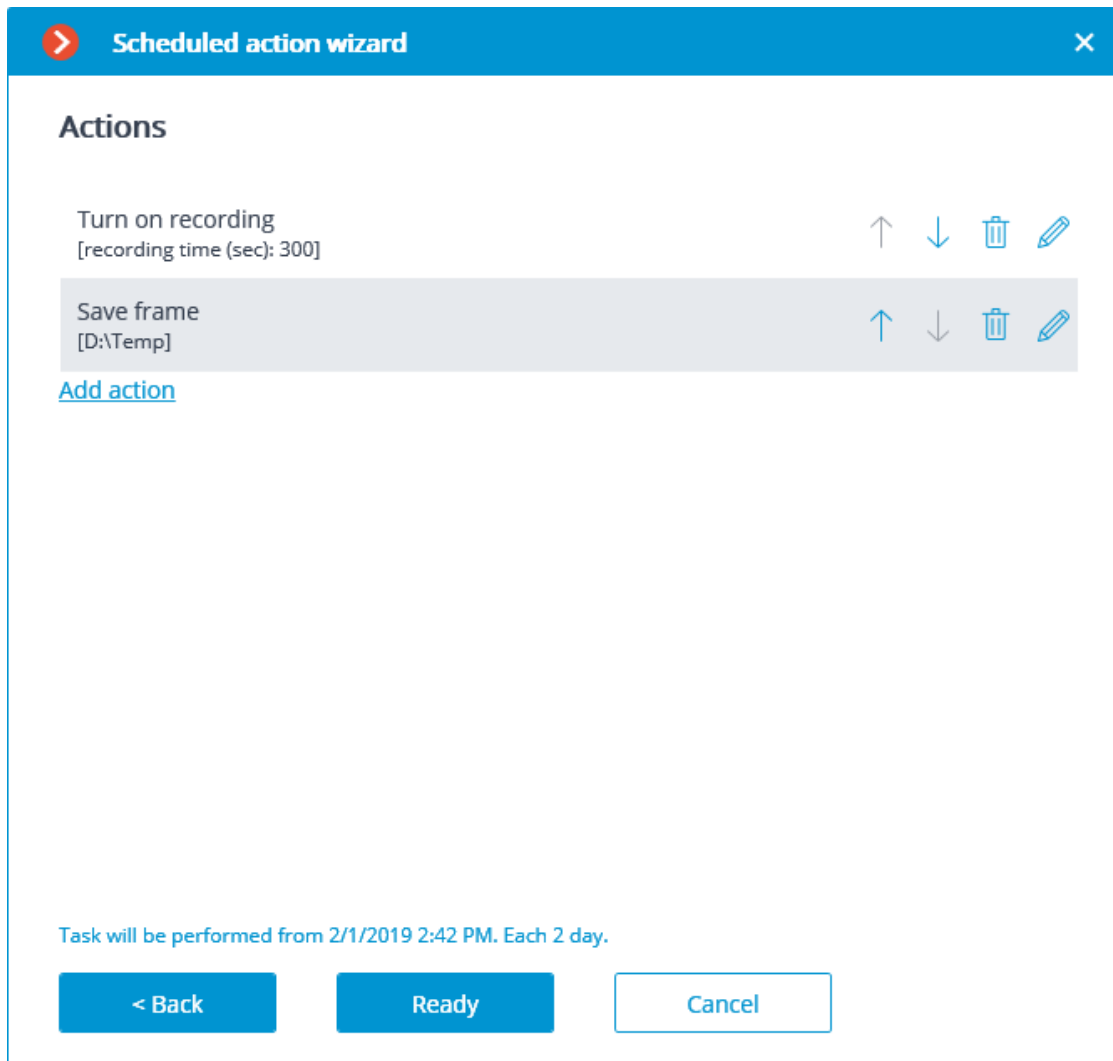 Scheduled action wizard
Actions
Turn on recording
[recording time (sec): 300]
Save frame
[D:\Temp]
Add action
Task will be performed from 2/1/2019 2:42 PM. Each 2 day.
< Back
Ready
Cancel